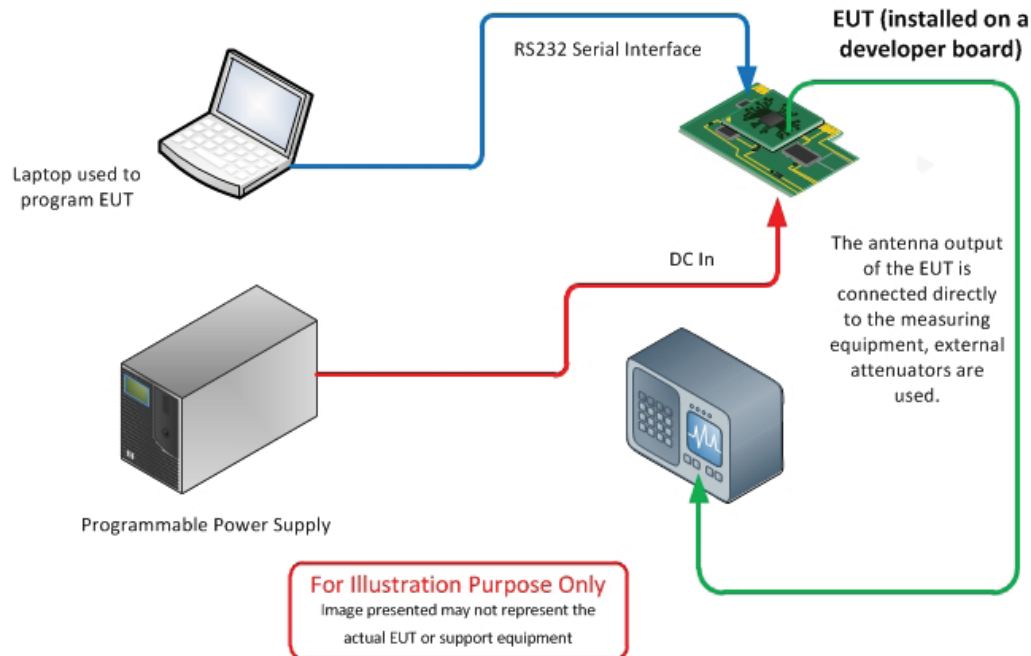 EUT (installed on a
developer board)
RS232 Serial Interface
Laptop used to
program EUT
DC In
The antenna output
of the EUT is
connected directly
to the measuring
equipment, external
attenuators are
used.
Programmable Power Supply
For Illustration Purpose Only
Image presented may not represent the
actual EUT or support equipment